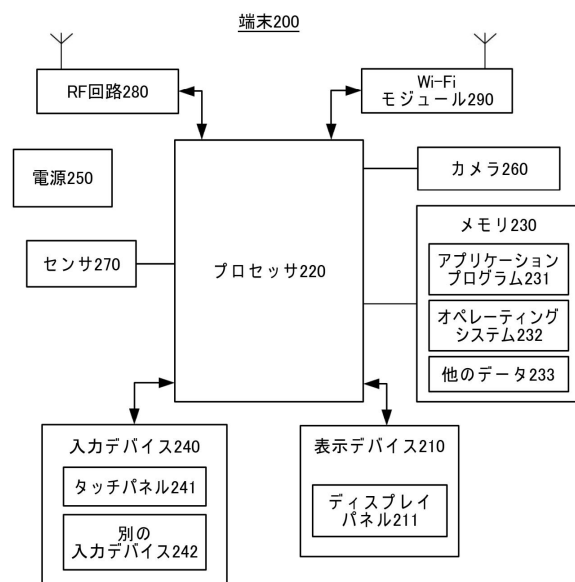 端末200
RF回路280
Wi-Fi
モジュール290
電源250
カメラ260
センサ270
プロセッサ220
メモリ230
アプリケーション
プログラム231
オペレーティング
システム232
他のデータ233
入力デバイス240
タッチパネル241
別の
入力デバイス242
表示デバイス210
ディスプレイ
パネル211